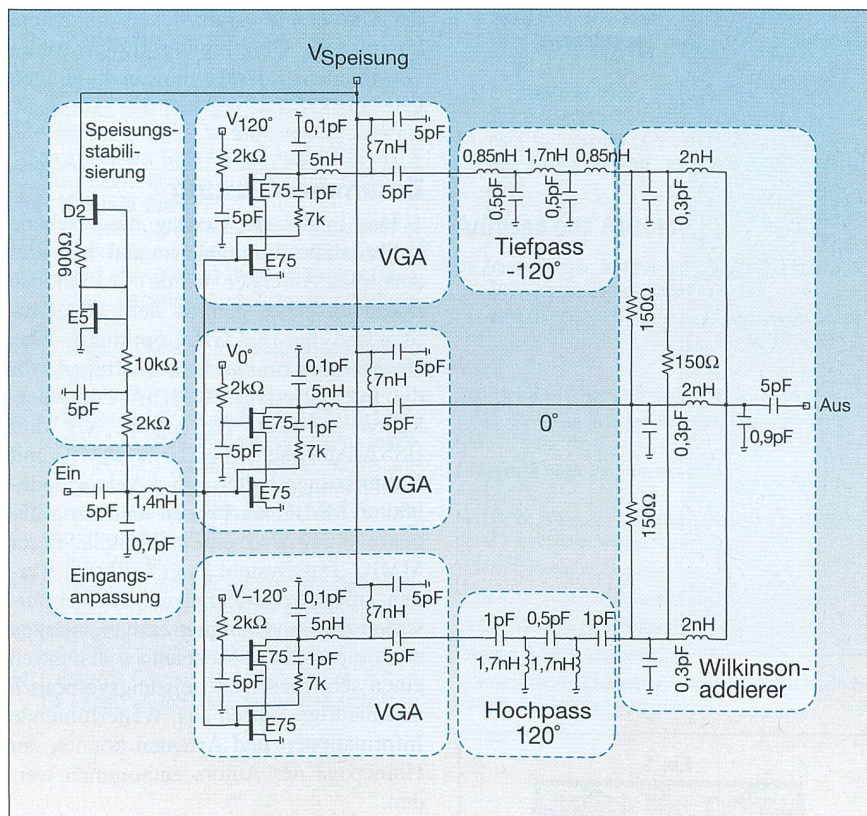 VSpeisung
Speisungs-
stabili-
sierung
D2
900Ω
E5
10kΩ
5pF
2kΩ
Ein
5pF
1,4nH
0,7pF
Eingangs-
anpassung
V120°
2kΩ
5pF
0,1pF
5nH
E75
1pF
7k
E75
7nH
5pF
5pF
VGA
V0°
2kΩ
5pF
0,1pF
5nH
E75
1pF
7k
E75
7nH
5pF
5pF
VGA
V–120°
2kΩ
5pF
0,1pF
5nH
E75
1pF
7k
E75
7nH
5pF
5pF
VGA
0,85nH
1,7nH
0,85nH
0,5pF
0,5pF
Tiefpass
-120°
0°
1pF
0,5pF
1pF
1,7nH
1,7nH
Hochpass
120°
2nH
0,3pF
150Ω
150Ω
2nH
0,3pF
150Ω
2nH
0,3pF
5pF
Aus
0,9pF
Wilkinson-
addierer